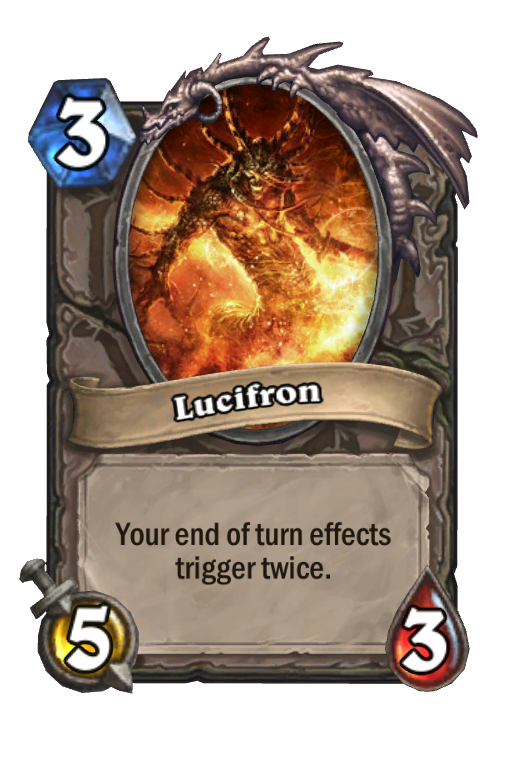 3
Lucifron
Your end of turn effects
trigger twice.
5
3